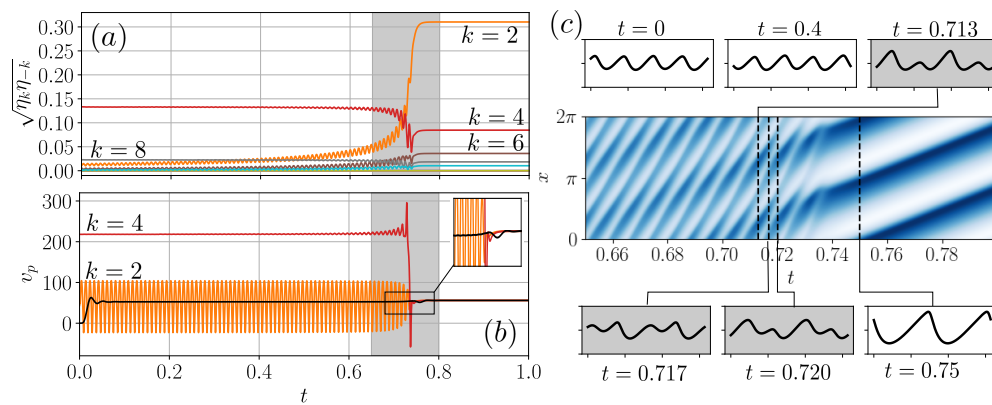 (a)
0.30
0.25
0.20
0.15
0.10
0.05
0.00
√η_kη_{-k}
k = 2
k = 4
k = 6
k = 8
300
200
100
0
v_p
k = 4
k = 2
(b)
0.0 0.2 0.4 0.6 0.8 1.0
t
(c)
t = 0 t = 0.4 t = 0.713
2π
π
0
x
0.66 0.68 0.70 0.72 0.74 0.76 0.78
t
t = 0.717 t = 0.720 t = 0.75